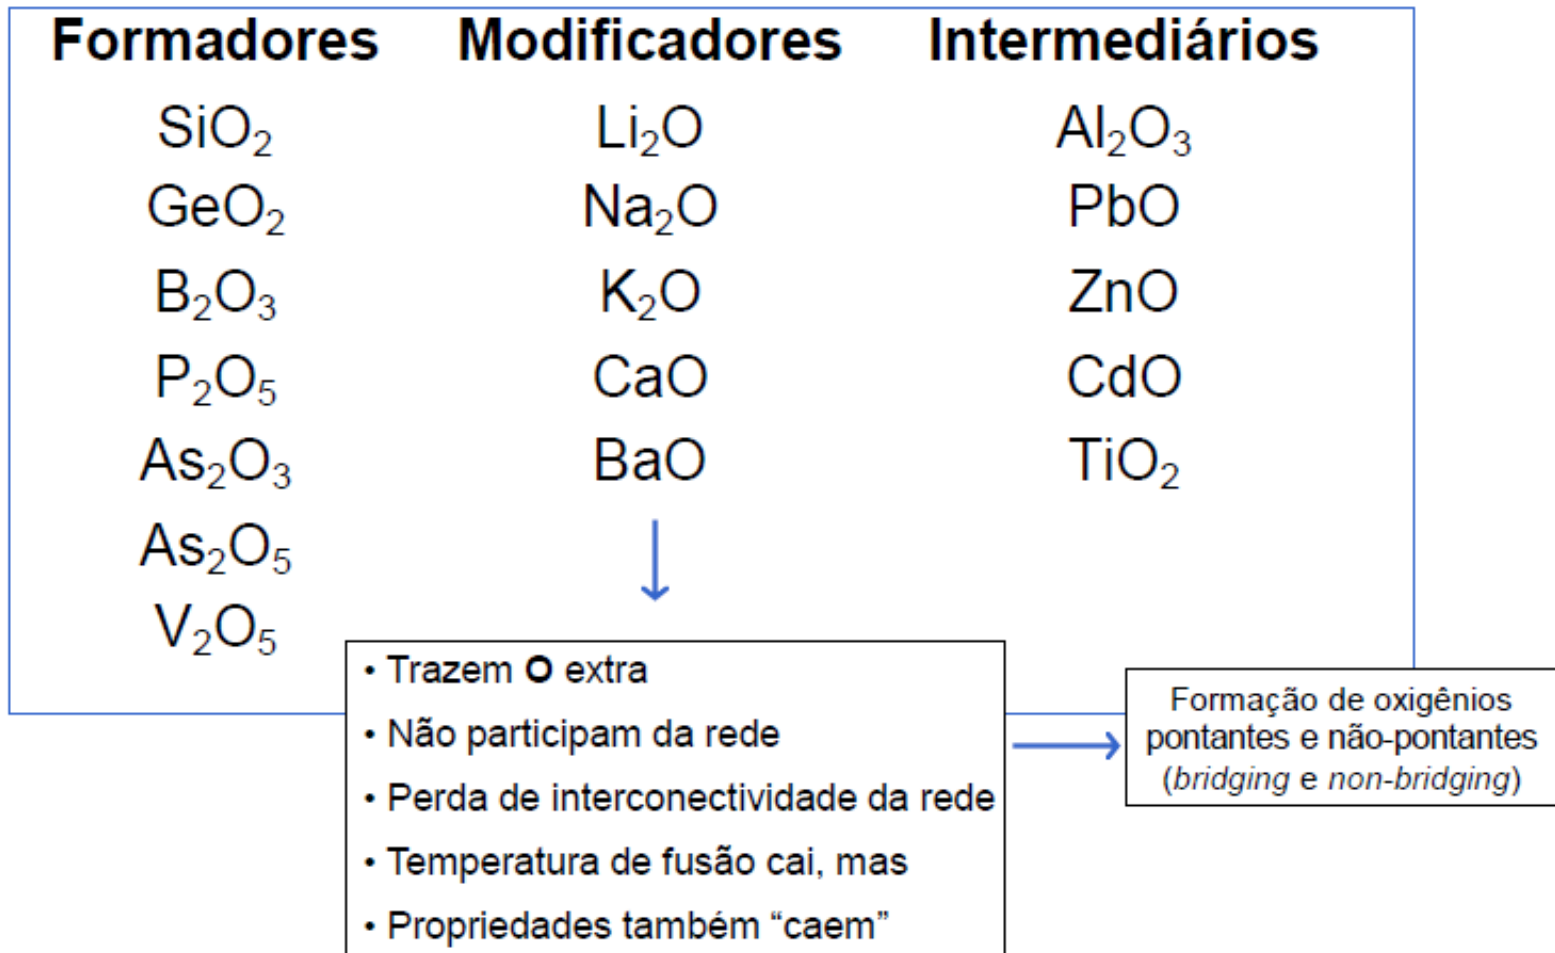 Formadores Modificadores Intermediários
SiO₂ Li₂O Al₂O₃
GeO₂ Na₂O PbO
B₂O₃ K₂O ZnO
P₂O₅ CaO CdO
As₂O₃ BaO TiO₂
As₂O₅
V₂O₅
• Trazem O extra
• Não participam da rede
• Perda de interconectividade da rede
• Temperatura de fusão cai, mas
• Propriedades também “caem”
Formação de oxigênios
pontantes e não-pontantes
(bridging e non-bridging)